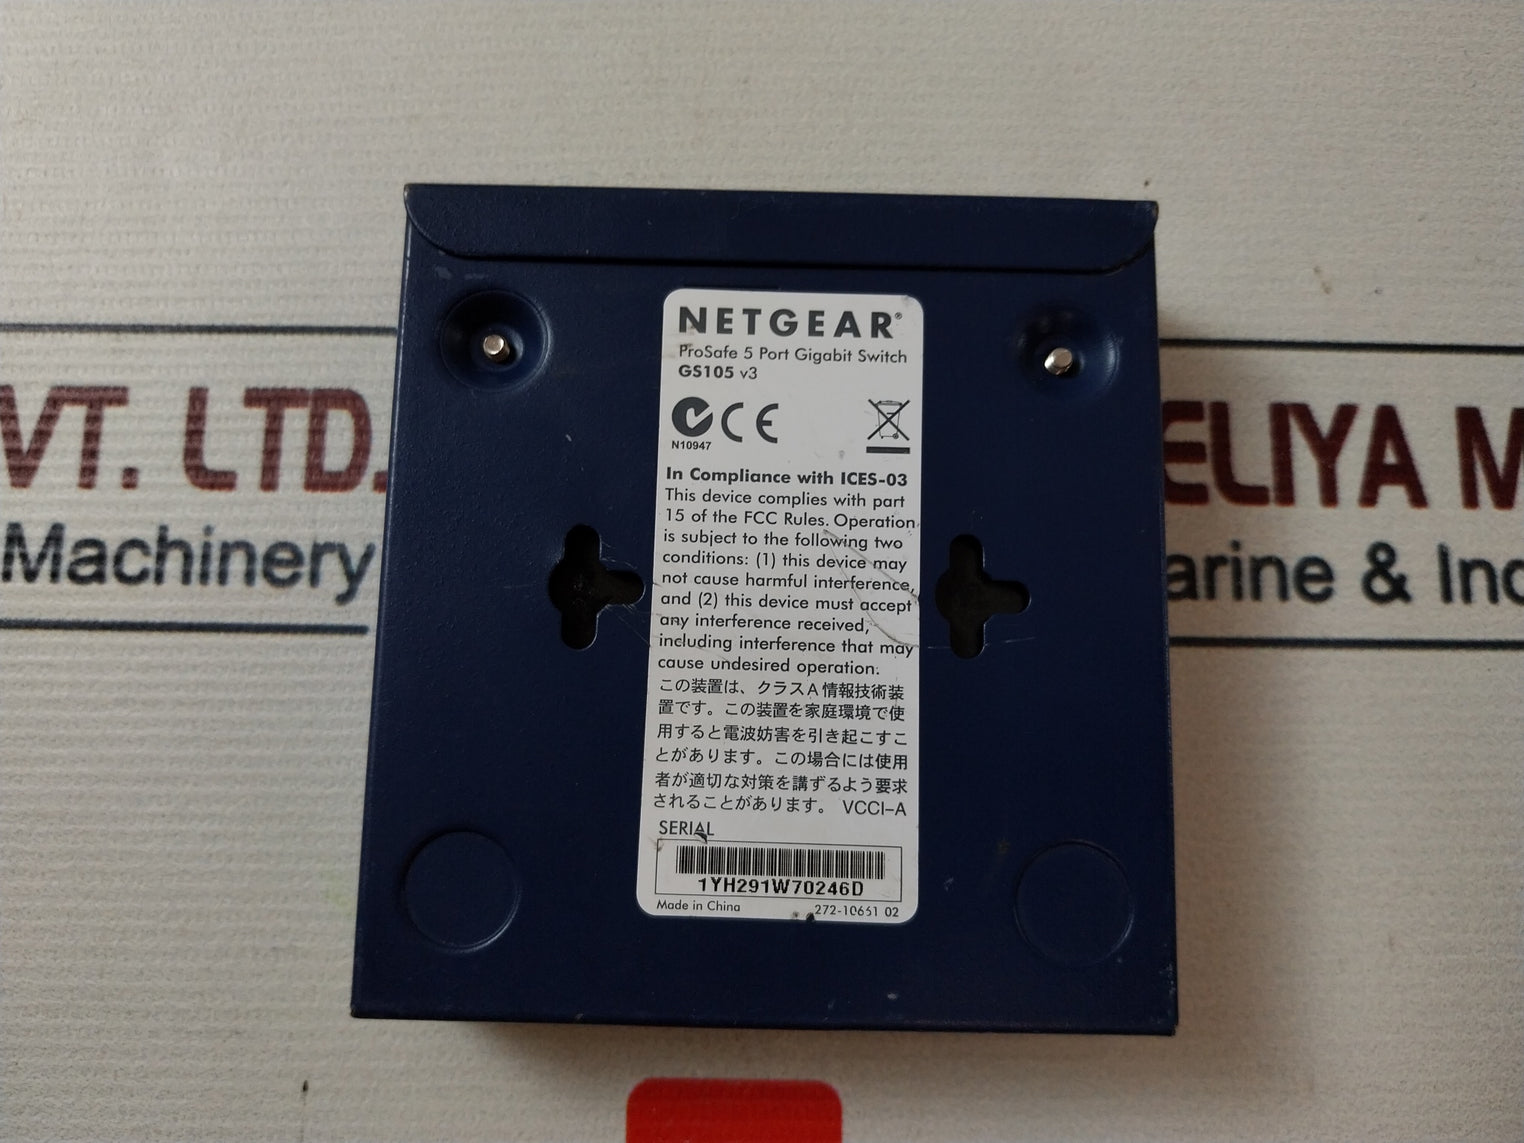 NETGEAR®
ProSafe 5 Port Gigabit Switch
GS105 v3
CE
N10947
In Compliance with ICES-03
This device complies with part
15 of the FCC Rules. Operation
is subject to the following two
conditions: (1) this device may
not cause harmful interference,
and (2) this device must accept
any interference received,
including interference that may
cause undesired operation.
この装置は、クラスA情報技術装
置です。この装置を家庭環境で使
用すると電波妨害を引き起こすこ
とがあります。この場合には使用
者が適切な対策を講ずるよう要求
されることがあります。 VCCI-A
SERIAL
1YH291W70246D
Made in China 272-10651 02
VT. LTD.
Machinery
ELIYA M
arine & Ind